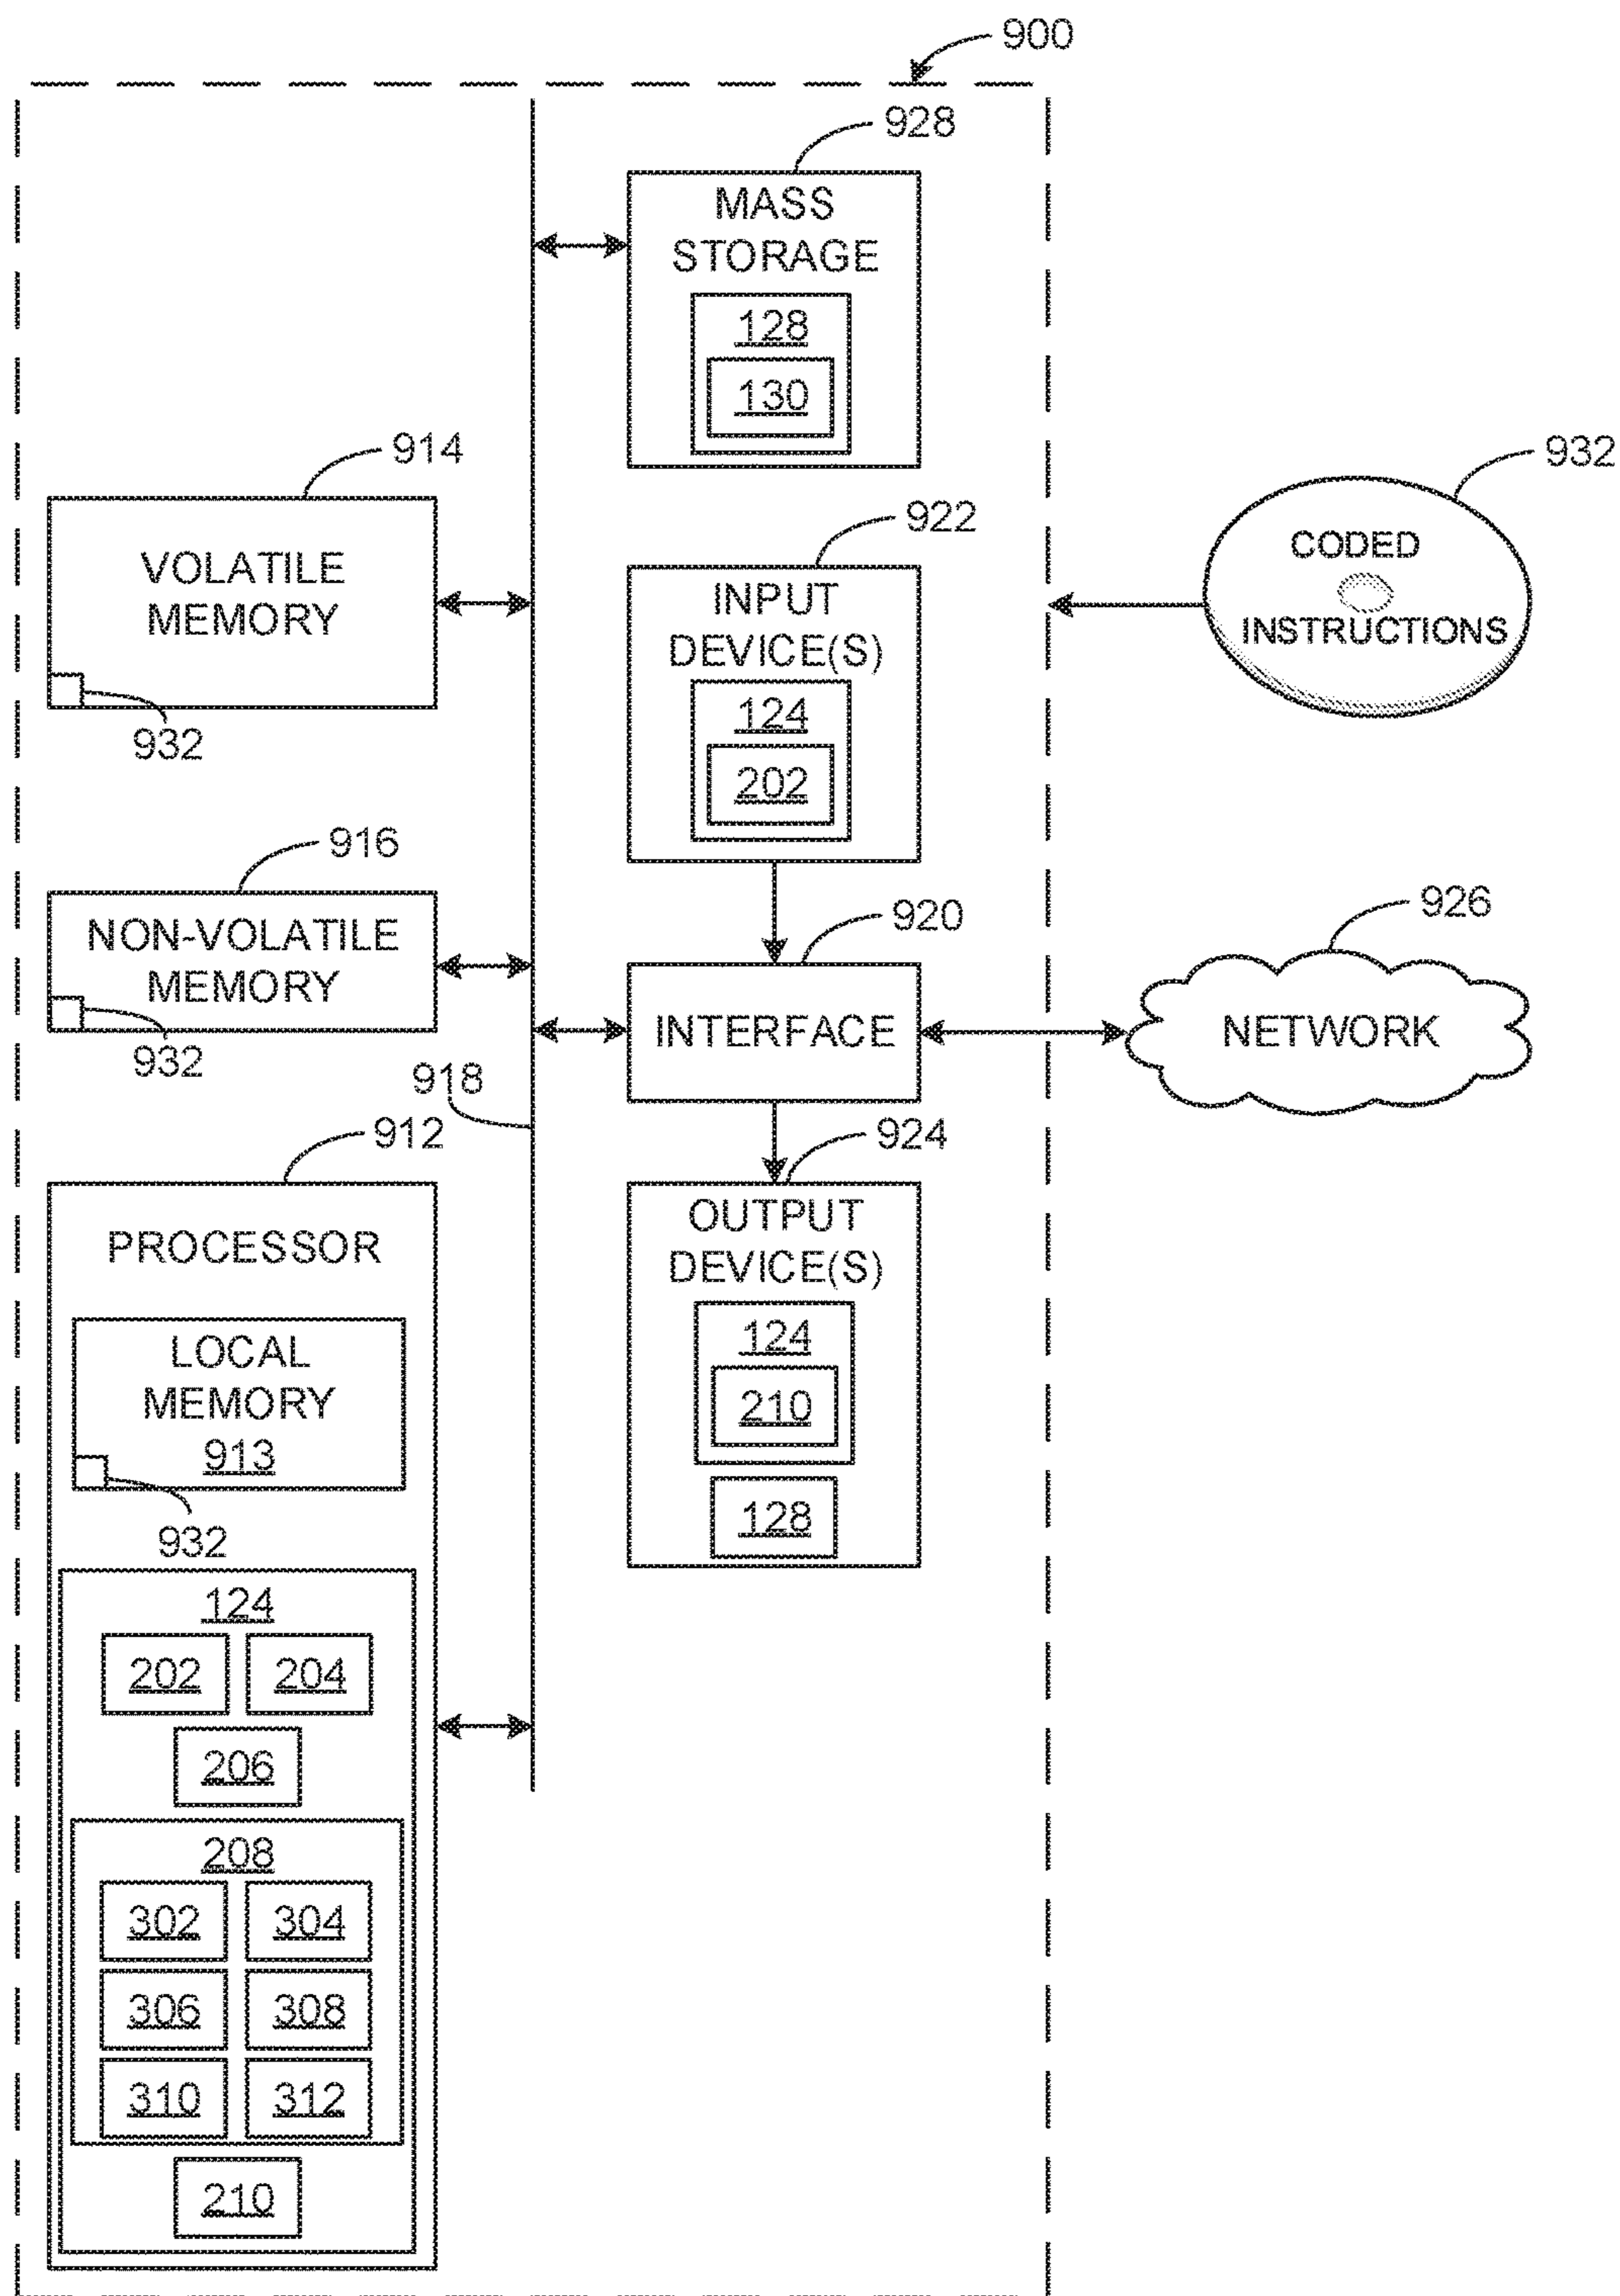 900
928
MASS
STORAGE
128
130
914
VOLATILE
MEMORY
932
922
INPUT
DEVICE(S)
124
202
932
CODED
INSTRUCTIONS
916
NON-VOLATILE
MEMORY
932
920
INTERFACE
926
NETWORK
918
912
PROCESSOR
LOCAL
MEMORY
913
932
924
OUTPUT
DEVICE(S)
124
210
128
124
202 204
206
208
302 304
306 308
310 312
210